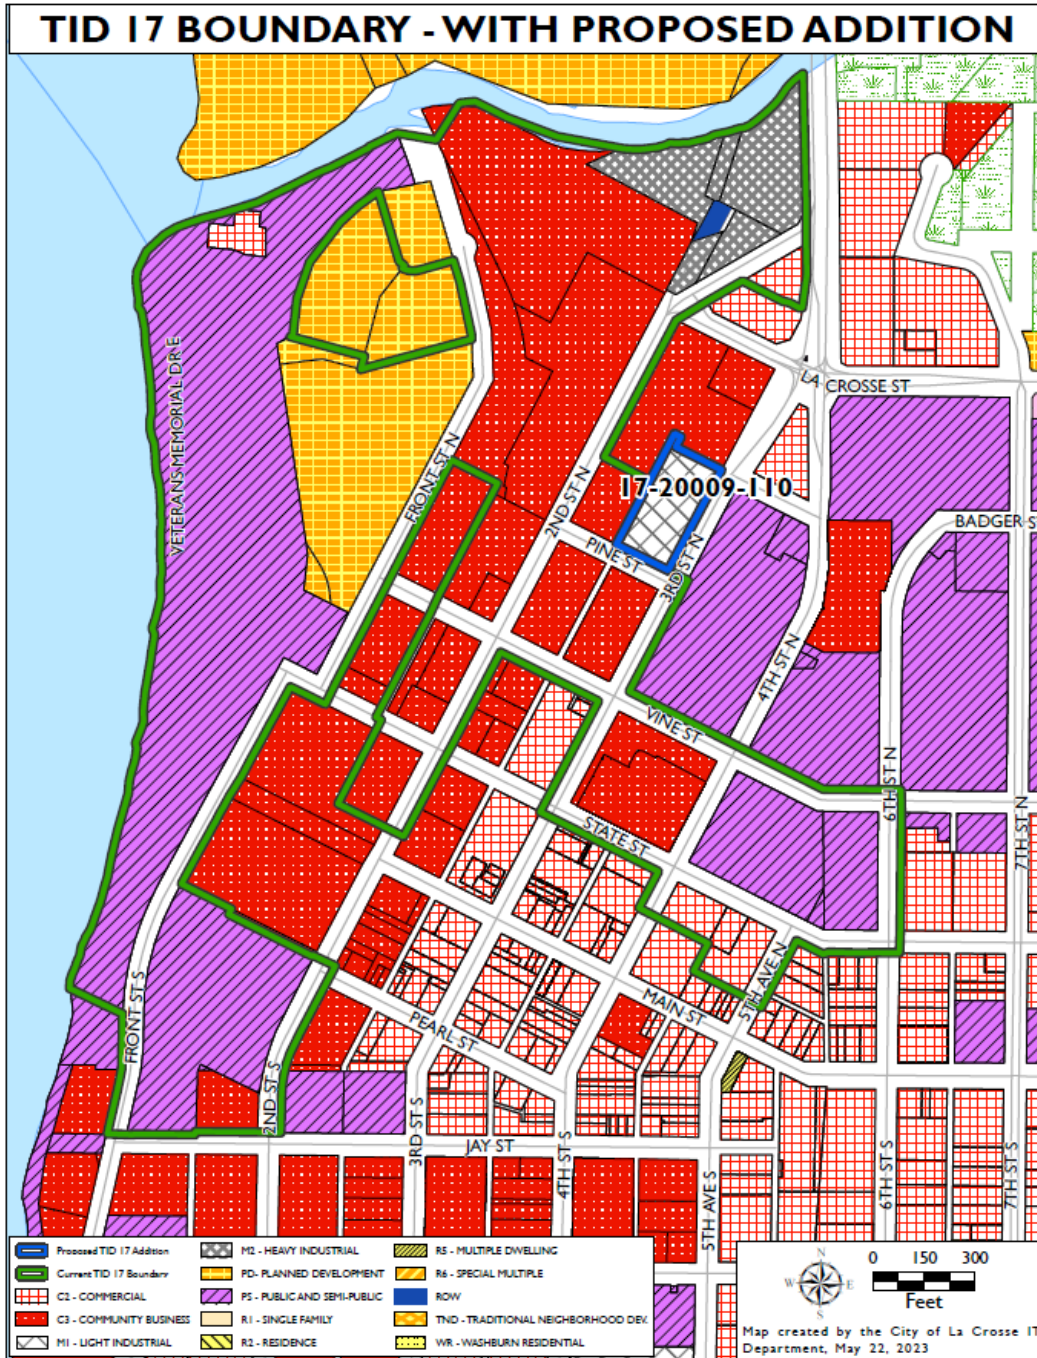 TID 17 BOUNDARY - WITH PROPOSED ADDITION
VETERANS MEMORIAL DR E
FRONT ST N
2ND ST N
LA CROSSE ST
17-20009-110
PINE ST
3RD ST N
BADGER S
4TH ST N
VINE ST
6TH ST N
7TH ST N
STATE ST
5TH AVE N
MAIN ST
PEARL ST
FRONT ST S
2ND ST S
3RD ST S
JAY ST
4TH ST S
5TH AVE S
6TH ST S
7TH ST S
Proposed TID 17 Addition
Current TID 17 Boundary
C2 - COMMERCIAL
C3 - COMMUNITY BUSINESS
M1 - LIGHT INDUSTRIAL
M2 - HEAVY INDUSTRIAL
PD- PLANNED DEVELOPMENT
PS - PUBLIC AND SEMI-PUBLIC
R1 - SINGLE FAMILY
R2 - RESIDENCE
R5 - MULTIPLE DWELLING
R6 - SPECIAL MULTIPLE
ROW
TND - TRADITIONAL NEIGHBORHOOD DEV.
WR - WASHBURN RESIDENTIAL
N
W E
S
0 150 300
Feet
Map created by the City of La Crosse IT
Department, May 22, 2023